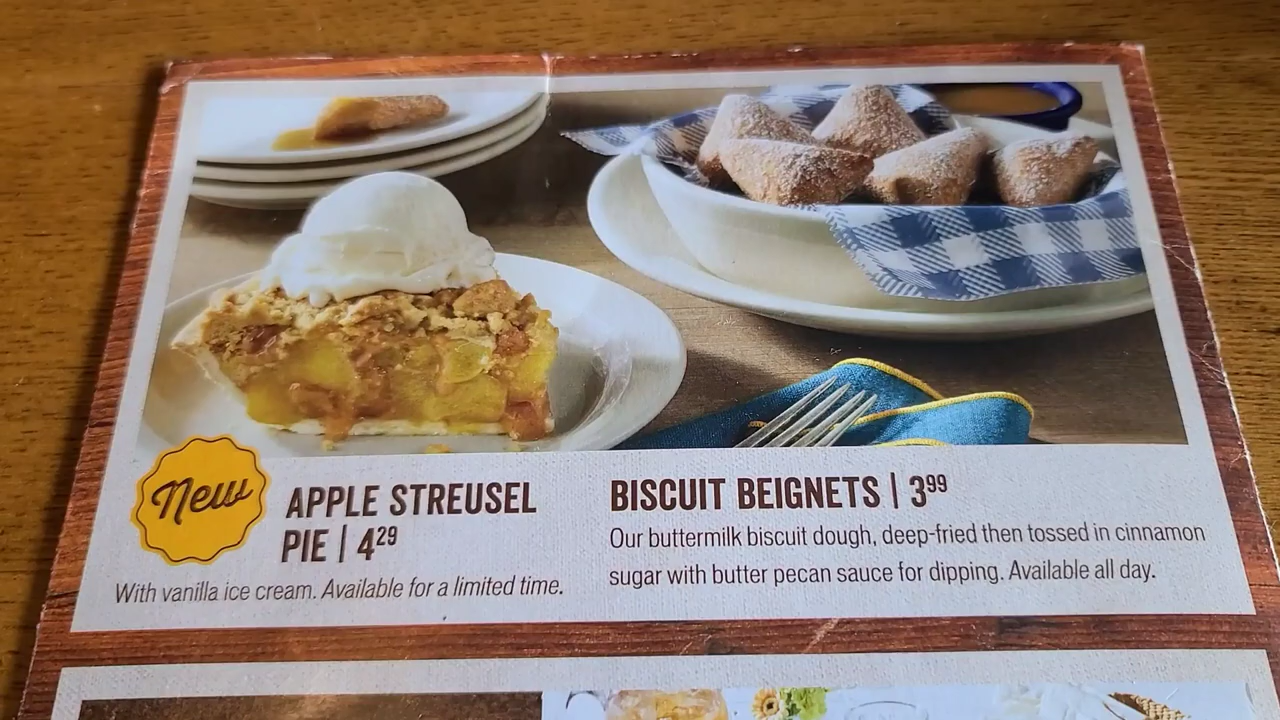 New
APPLE STREUSEL
PIE | 4²⁹
With vanilla ice cream. Available for a limited time.
BISCUIT BEIGNETS | 3⁹⁹
Our buttermilk biscuit dough, deep-fried then tossed in cinnamon
sugar with butter pecan sauce for dipping. Available all day.